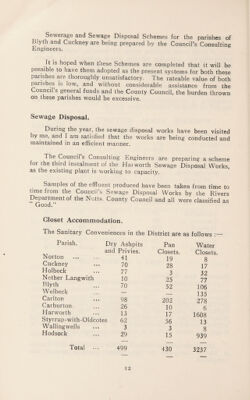 Sewerage and Sewage Disposal Schemes for the parishes of
Blyth and Cuckney are being prepared by the Council's Consulting
Engineers.
It is hoped when these Schemes are completed that it will be
possible to have them adopted as the present systems for both these
parishes are thoroughly unsatisfactory. The rateable value of both
parishes is low, and without considerable assistance from the
Council's general funds and the County Council, the burden thrown
on these parishes would be excessive.
Sewage Disposal.
During the year, the sewage disposal works have been visited
by me, and I am satisfied that the works are being conducted and
maintained in an efficient manner.
The Council's Consulting Engineers are preparing a scheme
for the third instalment of the Harworth Sewage Disposal Works,
as the existing plant is working to capacity.
Samples of the effluent produced have been taken from time to
time from the Council's Sewage Disposal Works by the Rivers
Department of the Notts. County Council and all were classified as
"Good."
Closet Accommodation.
The Sanitary Conveniences in the District are as follows :—
Parish. Dry Ashpits Pan Water
and Privies. Closets. Closets.
Norton ... ... 41 19 8
Cuckney ... 76 28 17
Holbeck ... 77 3 32
Nether Langwith 10 25 77
Blyth ... 70 52 106
Welbeck ... — — 135
Carlton ... 98 202 278
Carburton ... 26 10 6
Harworth ... 13 17 1608
Styrrup-with-Oldcotes 62 56 13
Wallingwells ... 3 3 8
Hodsock ... 29 15 939
Total ... 499 430 3237
12